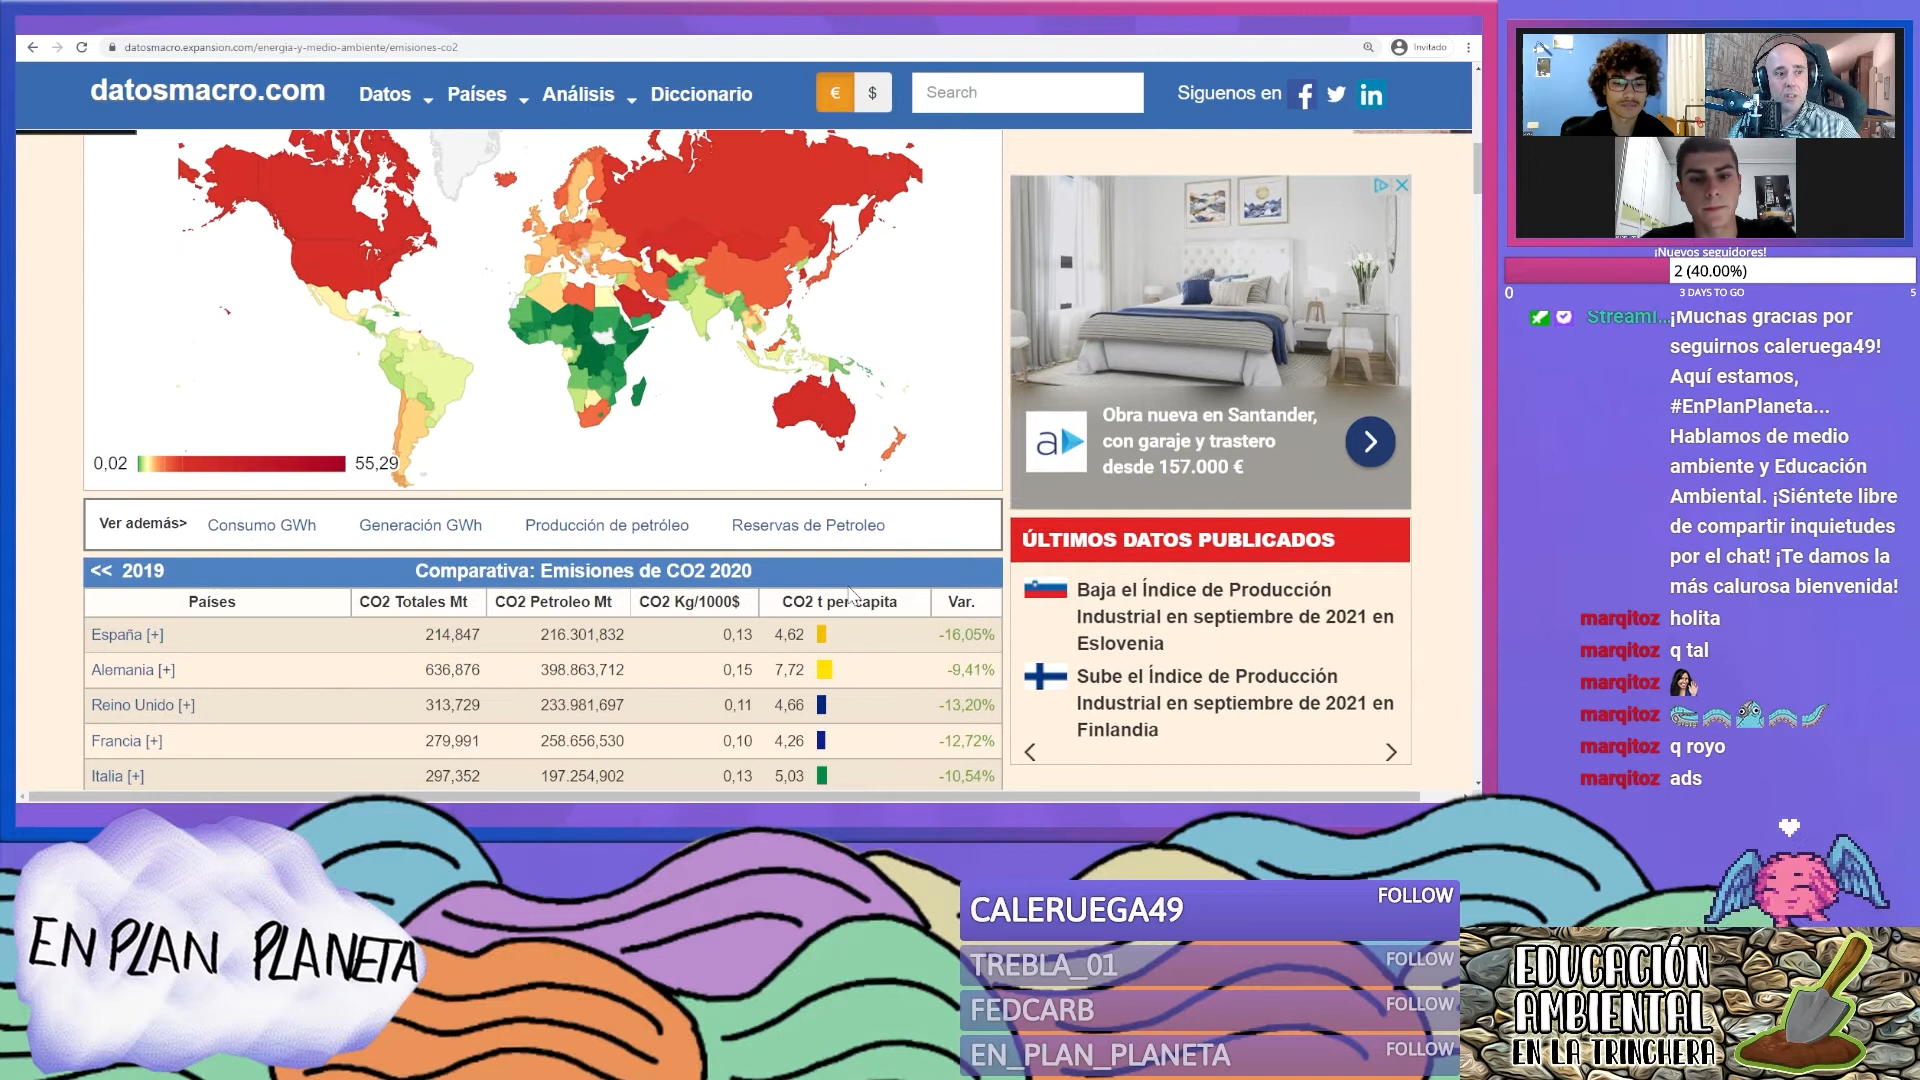 datosmacro.expansion.com/energia-y-medio-ambiente/emisiones-co2
Invitado
datosmacro.com
Datos
Países
Análisis
Diccionario
€
$
Search
Siguenos en
0,02
55,29
Ver además>
Consumo GWh
Generación GWh
Producción de petróleo
Reservas de Petroleo
<< 2019
Comparativa: Emisiones de CO2 2020
Países CO2 Totales Mt CO2 Petroleo Mt CO2 Kg/1000$ CO2 t per capita Var.
España [+] 214,847 216.301,832 0,13 4,62 -16,05%
Alemania [+] 636,876 398.863,712 0,15 7,72 -9,41%
Reino Unido [+] 313,729 233.981,697 0,11 4,66 -13,20%
Francia [+] 279,991 258.656,530 0,10 4,26 -12,72%
Italia [+] 297,352 197.254,902 0,13 5,03 -10,54%
Obra nueva en Santander,
con garaje y trastero
desde 157.000 €
ÚLTIMOS DATOS PUBLICADOS
Baja el Índice de Producción
Industrial en septiembre de 2021 en
Eslovenia
Sube el Índice de Producción
Industrial en septiembre de 2021 en
Finlandia
¡Nuevos seguidores!
2 (40.00%)
0
3 DAYS TO GO
5
Streaml... ¡Muchas gracias por
seguirnos caleruega49!
Aquí estamos,
#EnPlanPlaneta...
Hablamos de medio
ambiente y Educación
Ambiental. ¡Siéntete libre
de compartir inquietudes
por el chat! ¡Te damos la
más calurosa bienvenida!
marqitoz holita
marqitoz q tal
marqitoz
marqitoz
marqitoz q royo
marqitoz ads
EN PLAN PLANETA
CALERUEGA49 FOLLOW
TREBLA_01 FOLLOW
FEDCARB FOLLOW
EN_PLAN_PLANETA FOLLOW
EDUCACIÓN
AMBIENTAL
EN LA TRINCHERA